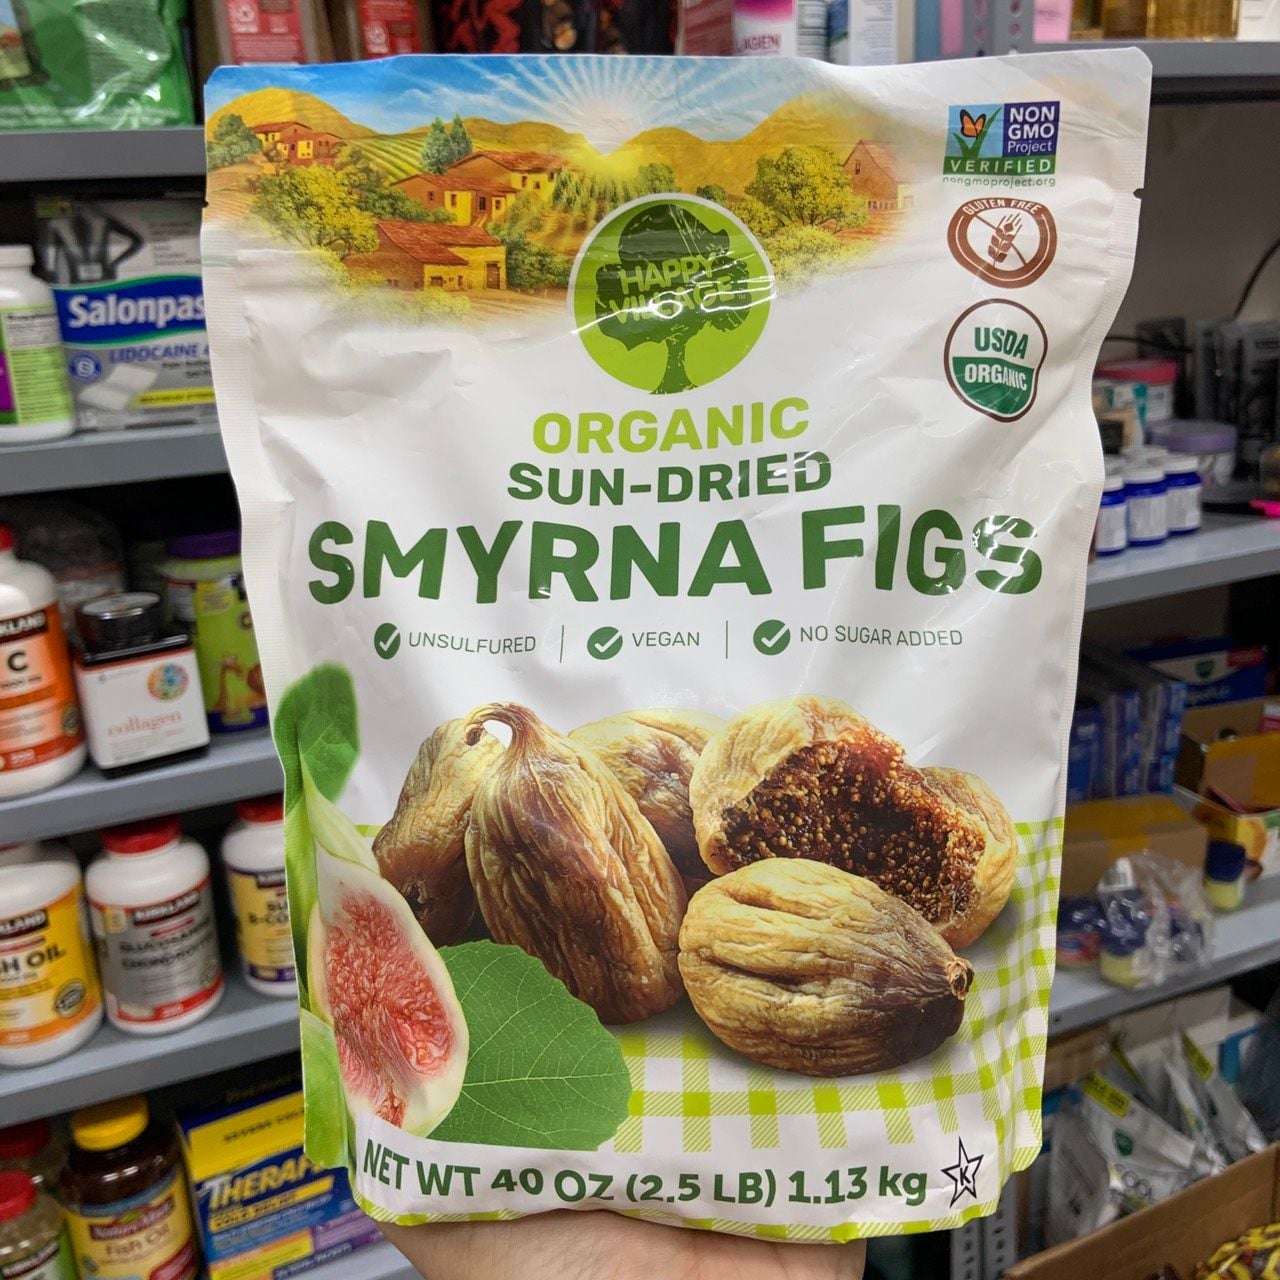 NON
GMO
Project
VERIFIED
nongmoproject.org
GLUTEN FREE
USDA
ORGANIC
HAPPY
VILLAGE
ORGANIC
SUN-DRIED
SMYRNA FIGS
UNSULFURED
VEGAN
NO SUGAR ADDED
NET WT 40 OZ (2.5 LB) 1.13 kg
K
Salonpas
LIDOCAINE
C
collagen
KIRKLAND
GLUCOSAMINE
CHONDROITIN
KIRKLAND
Fish Oil